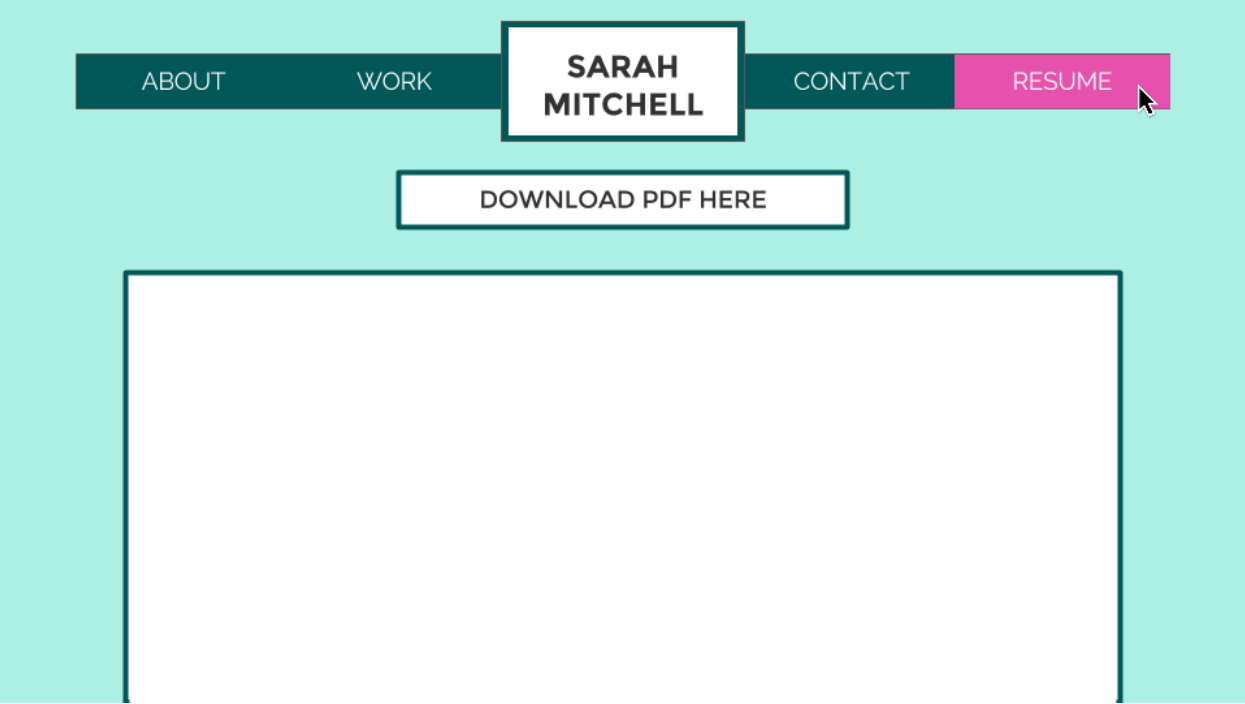 ABOUT
WORK
SARAH
MITCHELL
CONTACT
RESUME
DOWNLOAD PDF HERE